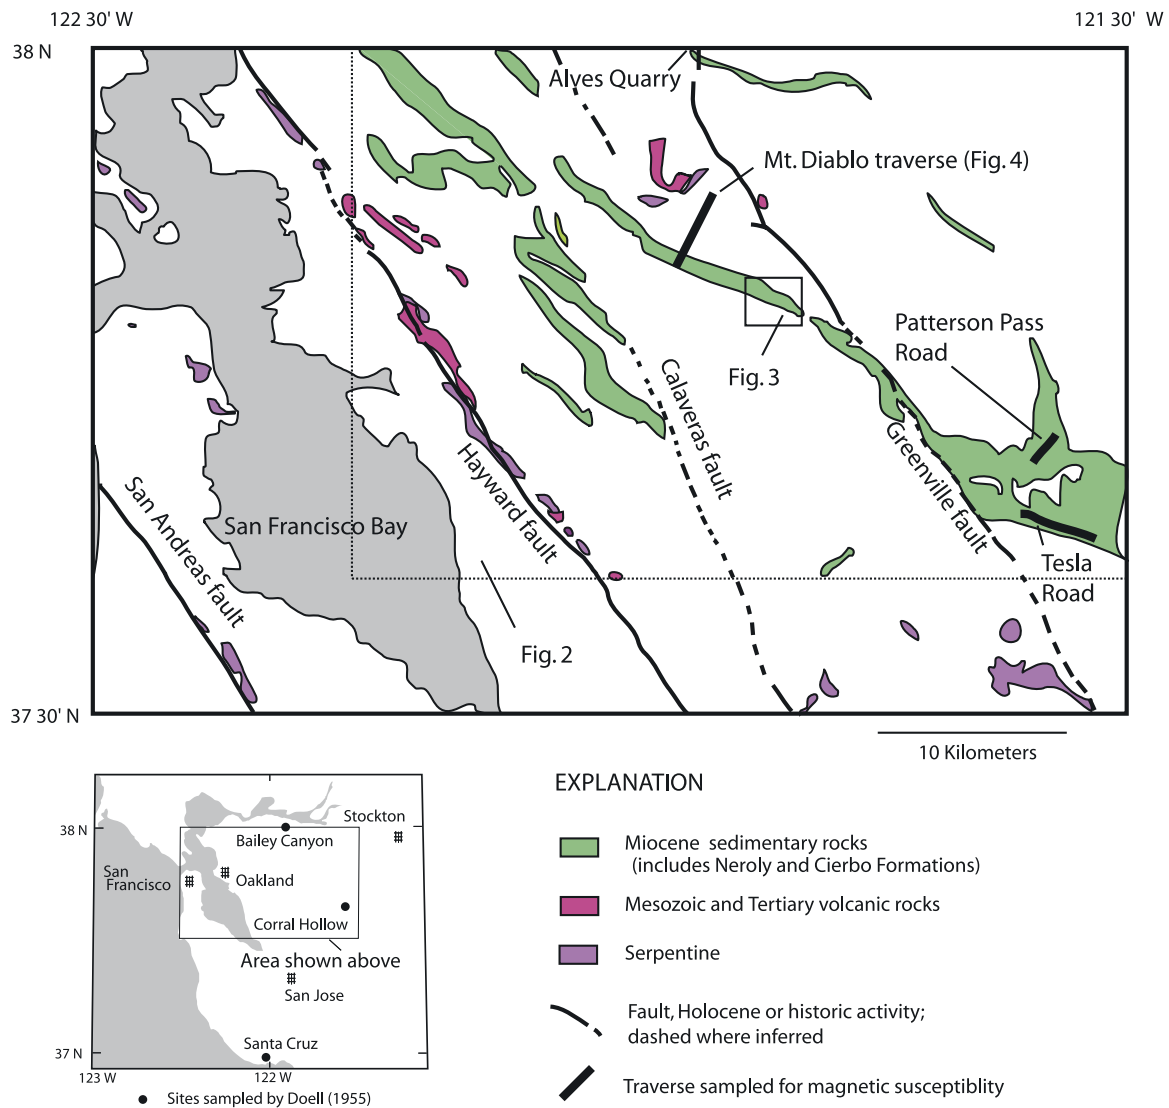 122 30' W
121 30' W
38 N
Alves Quarry
Mt. Diablo traverse (Fig. 4)
Patterson Pass
Road
Fig. 3
Calaveras fault
Greenville fault
Hayward fault
San Andreas fault
San Francisco Bay
Tesla
Road
Fig. 2
37 30' N
10 Kilometers
EXPLANATION
Miocene sedimentary rocks
(includes Neroly and Cierbo Formations)
Mesozoic and Tertiary volcanic rocks
Serpentine
Fault, Holocene or historic activity;
dashed where inferred
Traverse sampled for magnetic susceptiblity
Stockton
38 N
Bailey Canyon
San
Francisco
Oakland
Corral Hollow
Area shown above
San Jose
Santa Cruz
37 N
123 W
122 W
Sites sampled by Doell (1955)